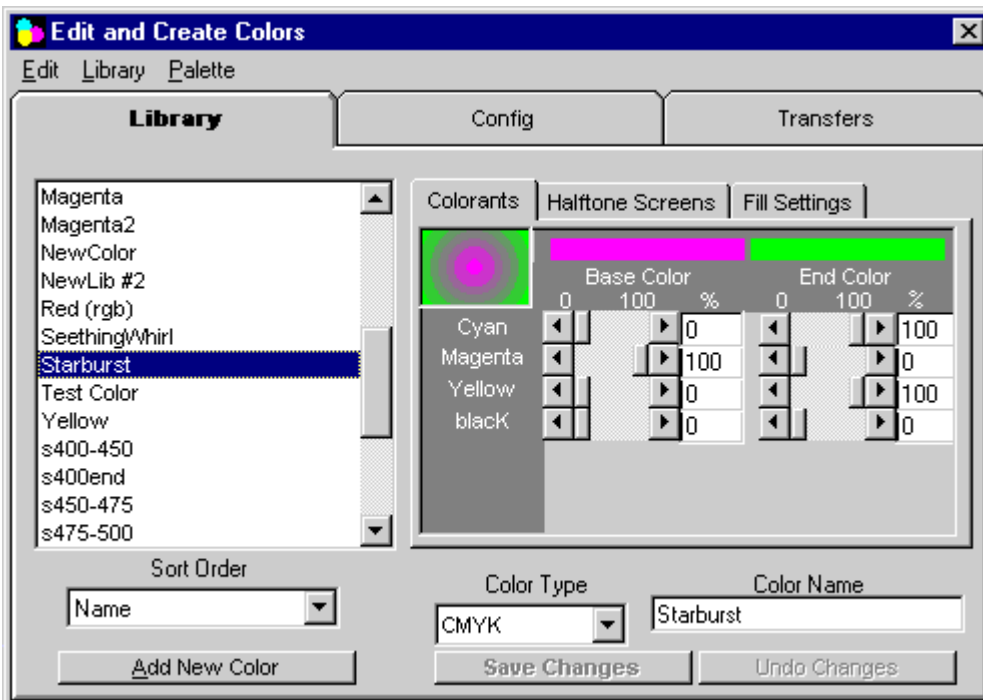 Edit and Create Colors
Edit Library Palette
Library Config Transfers
Magenta
Magenta2
NewColor
NewLib #2
Red (rgb)
SeethingWhirl
Starburst
Test Color
Yellow
s400-450
s400end
s450-475
s475-500
Sort Order
Name
Add New Color
Colorants Halftone Screens Fill Settings
Base Color End Color
0 100 % 0 100 %
Cyan 0 100
Magenta 100 0
Yellow 0 100
blacK 0 0
Color Type Color Name
CMYK Starburst
Save Changes Undo Changes